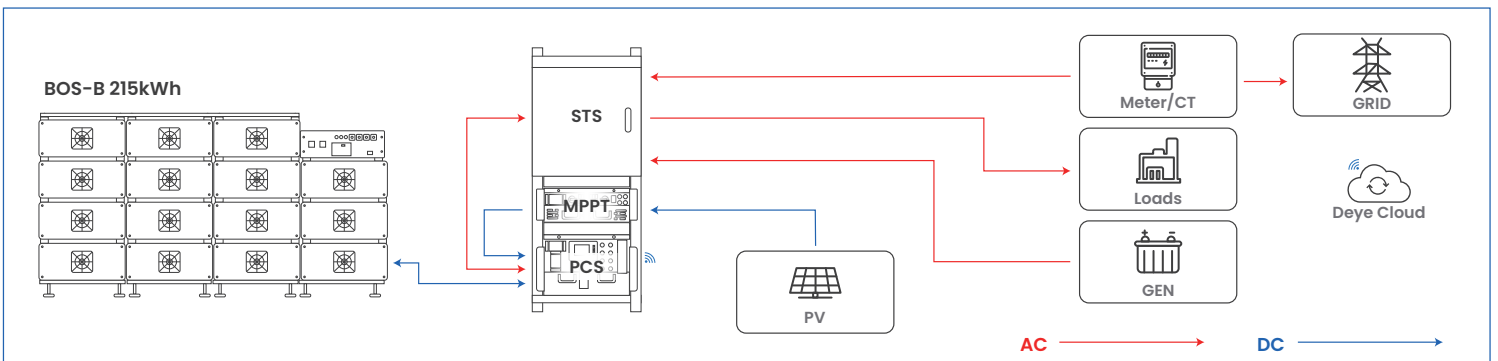 BOS-B 215kWh
STS
MPPT
PCS
PV
Meter/CT
GRID
Loads
Deye Cloud
GEN
AC
DC